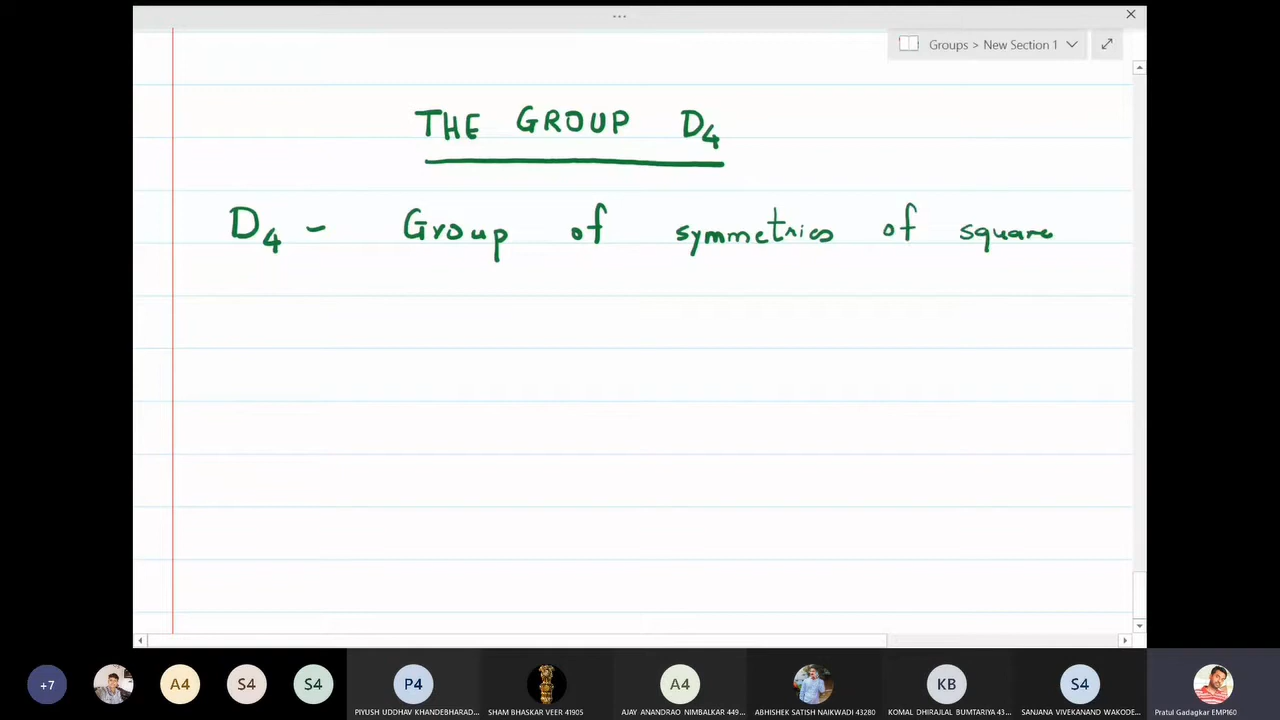 ...
Groups > New Section 1
THE GROUP D4
D4 - Group of symmetries of square
+7
A4
S4
S4
P4
A4
KB
S4
PIYUSH UDDHAV KHANDEBHARAD...
SHAM BHASKAR VEER 41905
AJAY ANANDRAO NIMBALKAR 449...
ABHISHEK SATISH NAIKWADI 43280
KOMAL DHIRAJLAL BUMTARIYA 43...
SANJANA VIVEKANAND WAKODE...
Pratul Gadagkar EMP160